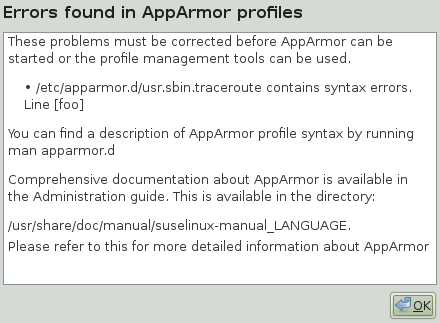 Errors found in AppArmor profiles
These problems must be corrected before AppArmor can be
started or the profile management tools can be used.
• /etc/apparmor.d/usr.sbin.traceroute contains syntax errors.
Line [foo]
You can find a description of AppArmor profile syntax by running
man apparmor.d
Comprehensive documentation about AppArmor is available in
the Administration guide. This is available in the directory:
/usr/share/doc/manual/suselinux-manual_LANGUAGE.
Please refer to this for more detailed information about AppArmor
OK